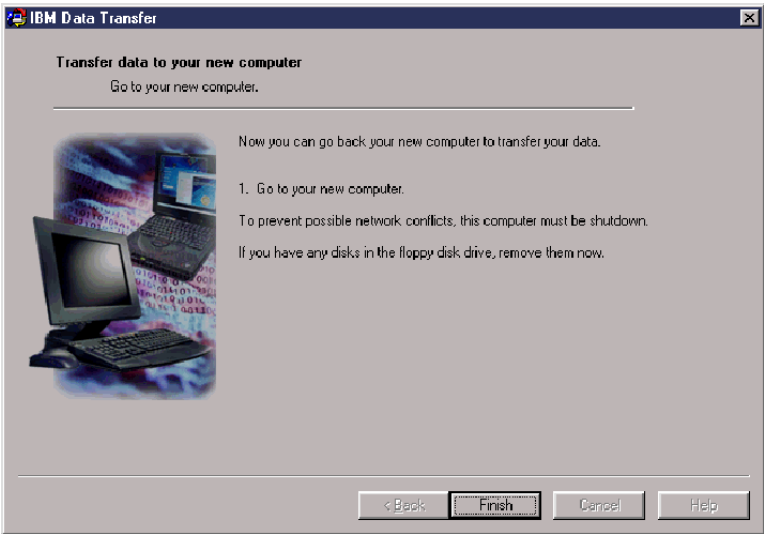 IBM Data Transfer
Transfer data to your new computer
Go to your new computer.
Now you can go back your new computer to transfer your data.
1. Go to your new computer.
To prevent possible network conflicts, this computer must be shutdown.
If you have any disks in the floppy disk drive, remove them now.
< Back Finish Cancel Help